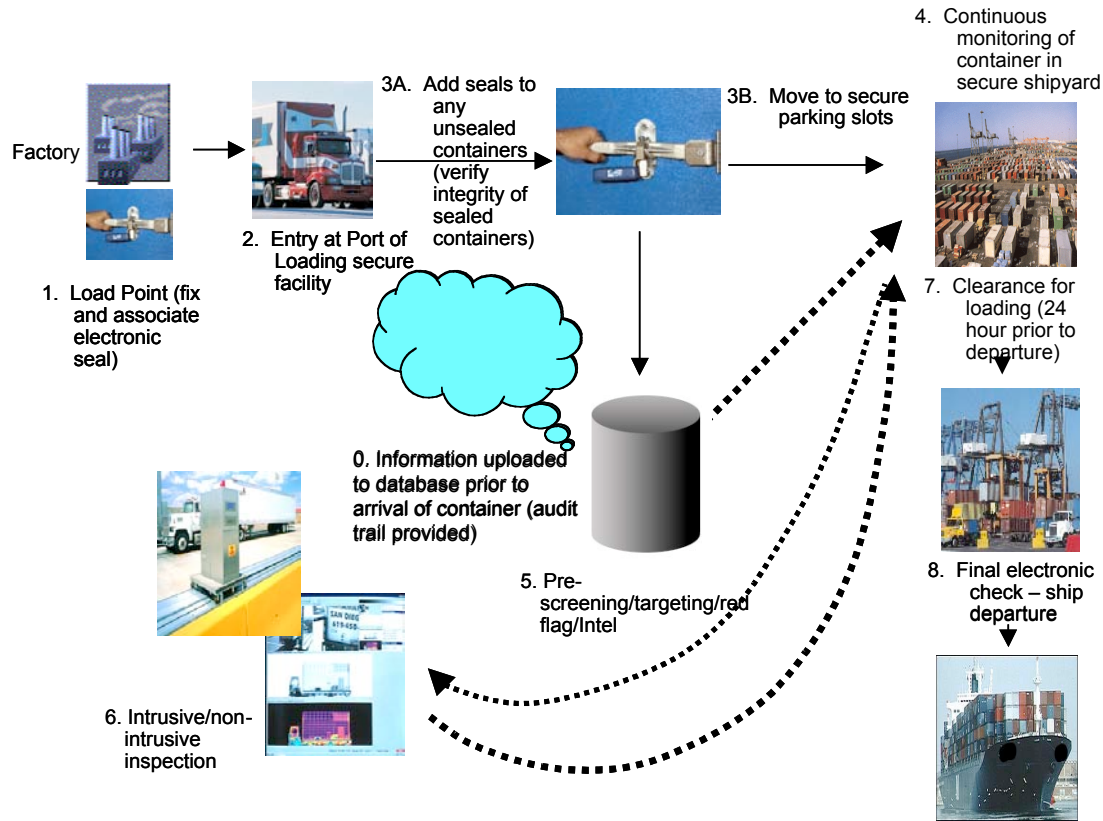 4. Continuous
monitoring of
container in
secure shipyard
3A. Add seals to
any
unsealed
containers
(verify
integrity of
sealed
containers)
3B. Move to secure
parking slots
Factory
2. Entry at Port of
Loading secure
facility
1. Load Point (fix
and associate
electronic
seal)
7. Clearance for
loading (24
hour prior to
departure)
0. Information uploaded
to database prior to
arrival of container (audit
trail provided)
5. Pre-
screening/targeting/red
flag/Intel
8. Final electronic
check – ship
departure
SAN DIEG
6. Intrusive/non-
intrusive
inspection